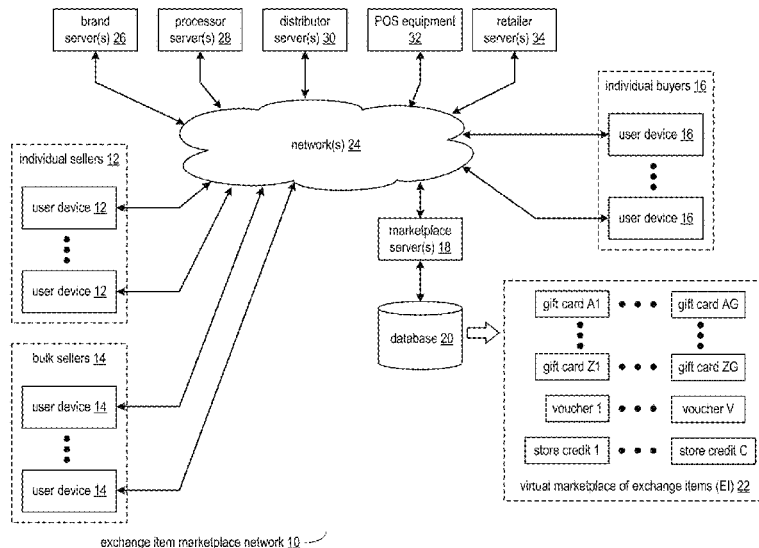 brand
server(s) 26
processor
server(s) 28
distributor
server(s) 30
POS equipment
32
retailer
server(s) 34
individual buyers 16
user device 16
user device 16
network(s) 24
individual sellers 12
user device 12
user device 12
marketplace
server(s) 18
database 20
bulk sellers 14
user device 14
user device 14
gift card A1
gift card AG
gift card Z1
gift card ZG
voucher 1
voucher V
store credit 1
store credit C
virtual marketplace of exchange items (EI) 22
exchange item marketplace network 10